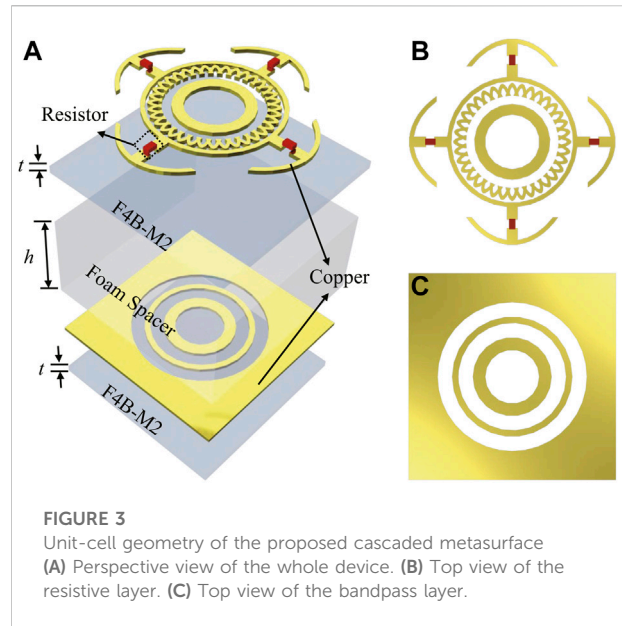 A
B
Resistor
t
F4B-M2
h
Foam Spacer
Copper
C
t
F4B-M2
FIGURE 3
Unit-cell geometry of the proposed cascaded metasurface
(A) Perspective view of the whole device. (B) Top view of the
resistive layer. (C) Top view of the bandpass layer.